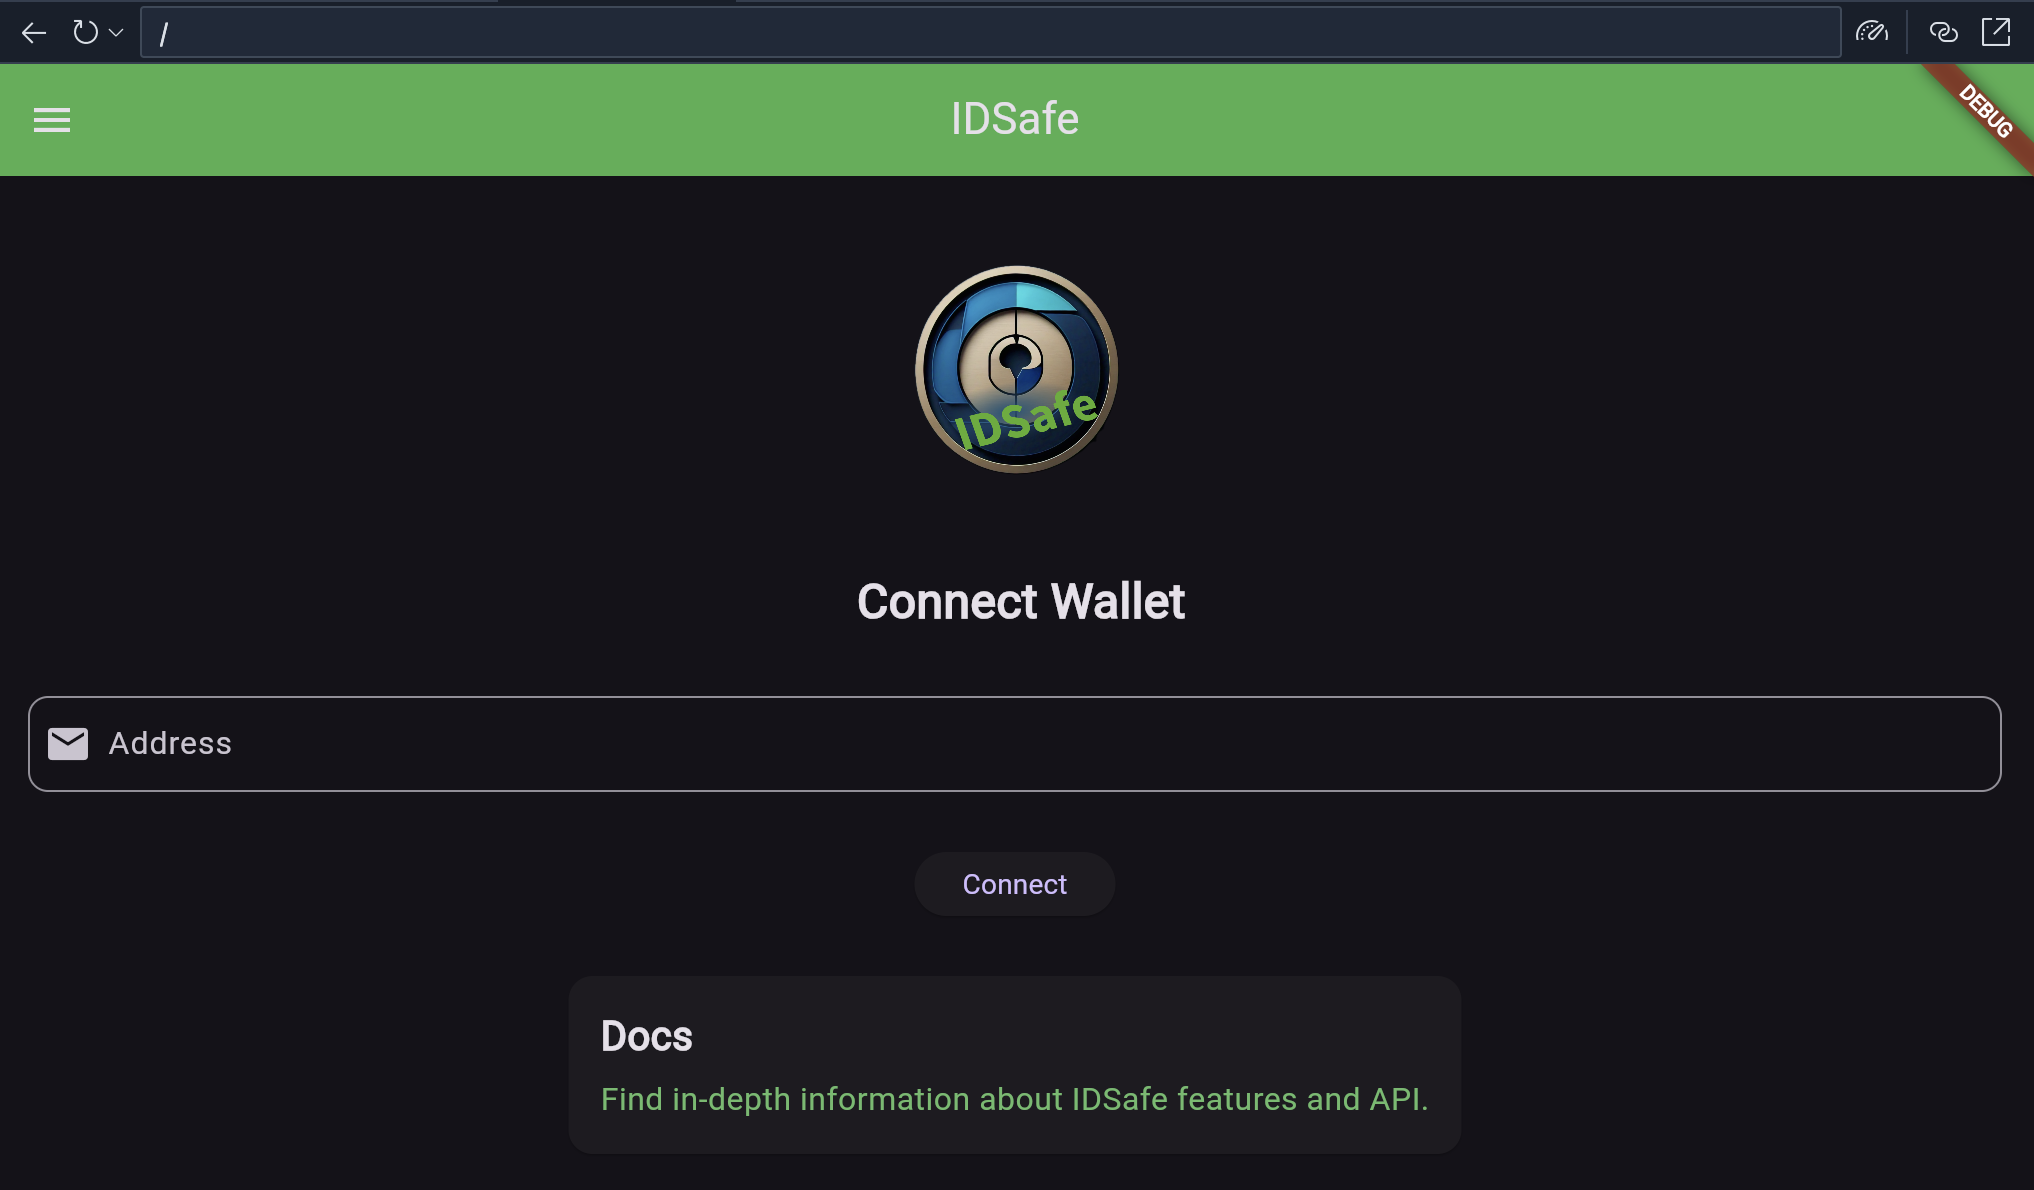 /
IDSafe
DEBUG
IDSafe
Connect Wallet
Address
Connect
Docs
Find in-depth information about IDSafe features and API.